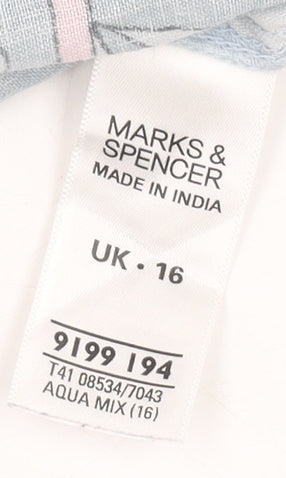 MARKS &
SPENCER
MADE IN INDIA
UK • 16
9199 194
T41 08534/7043
AQUA MIX (16)